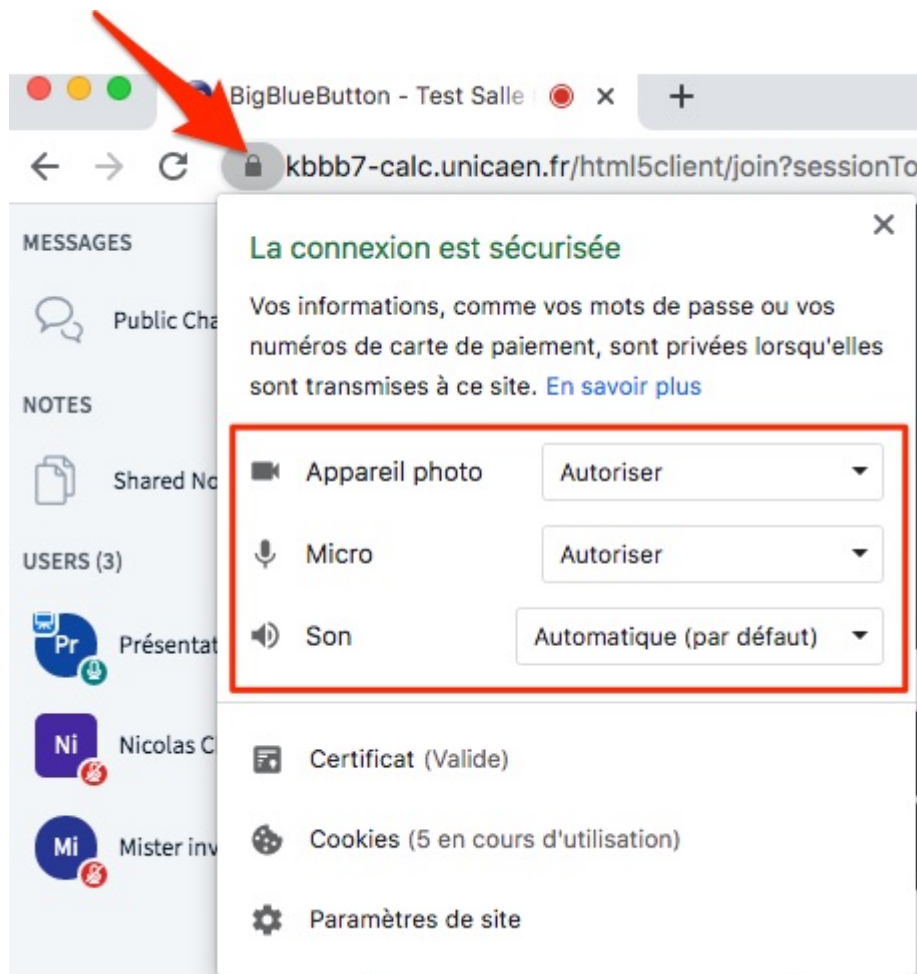 BigBlueButton - Test Salle
kbbb7-calc.unicaen.fr/html5client/join?sessionTo
MESSAGES
Public Cha
NOTES
Shared No
USERS (3)
Pr Présentat
Ni Nicolas C
Mi Mister inv
La connexion est sécurisée
Vos informations, comme vos mots de passe ou vos
numéros de carte de paiement, sont privées lorsqu'elles
sont transmises à ce site. En savoir plus
Appareil photo Autoriser
Micro Autoriser
Son Automatique (par défaut)
Certificat (Valide)
Cookies (5 en cours d'utilisation)
Paramètres de site